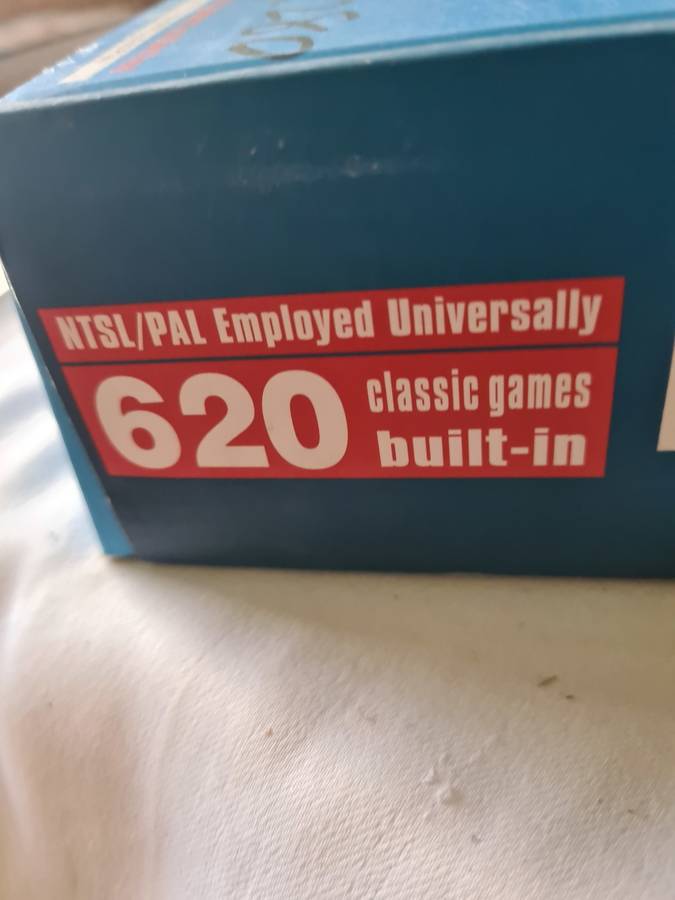 NTSL/PAL Employed Universally
620 classic games
built-in